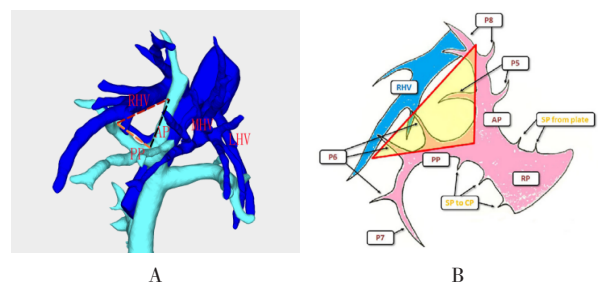 RHV
AP
MHV
LHV
PP
A
P8
P5
RHV
AP
SP from plate
P6
PP
RP
SP to CP
P7
B